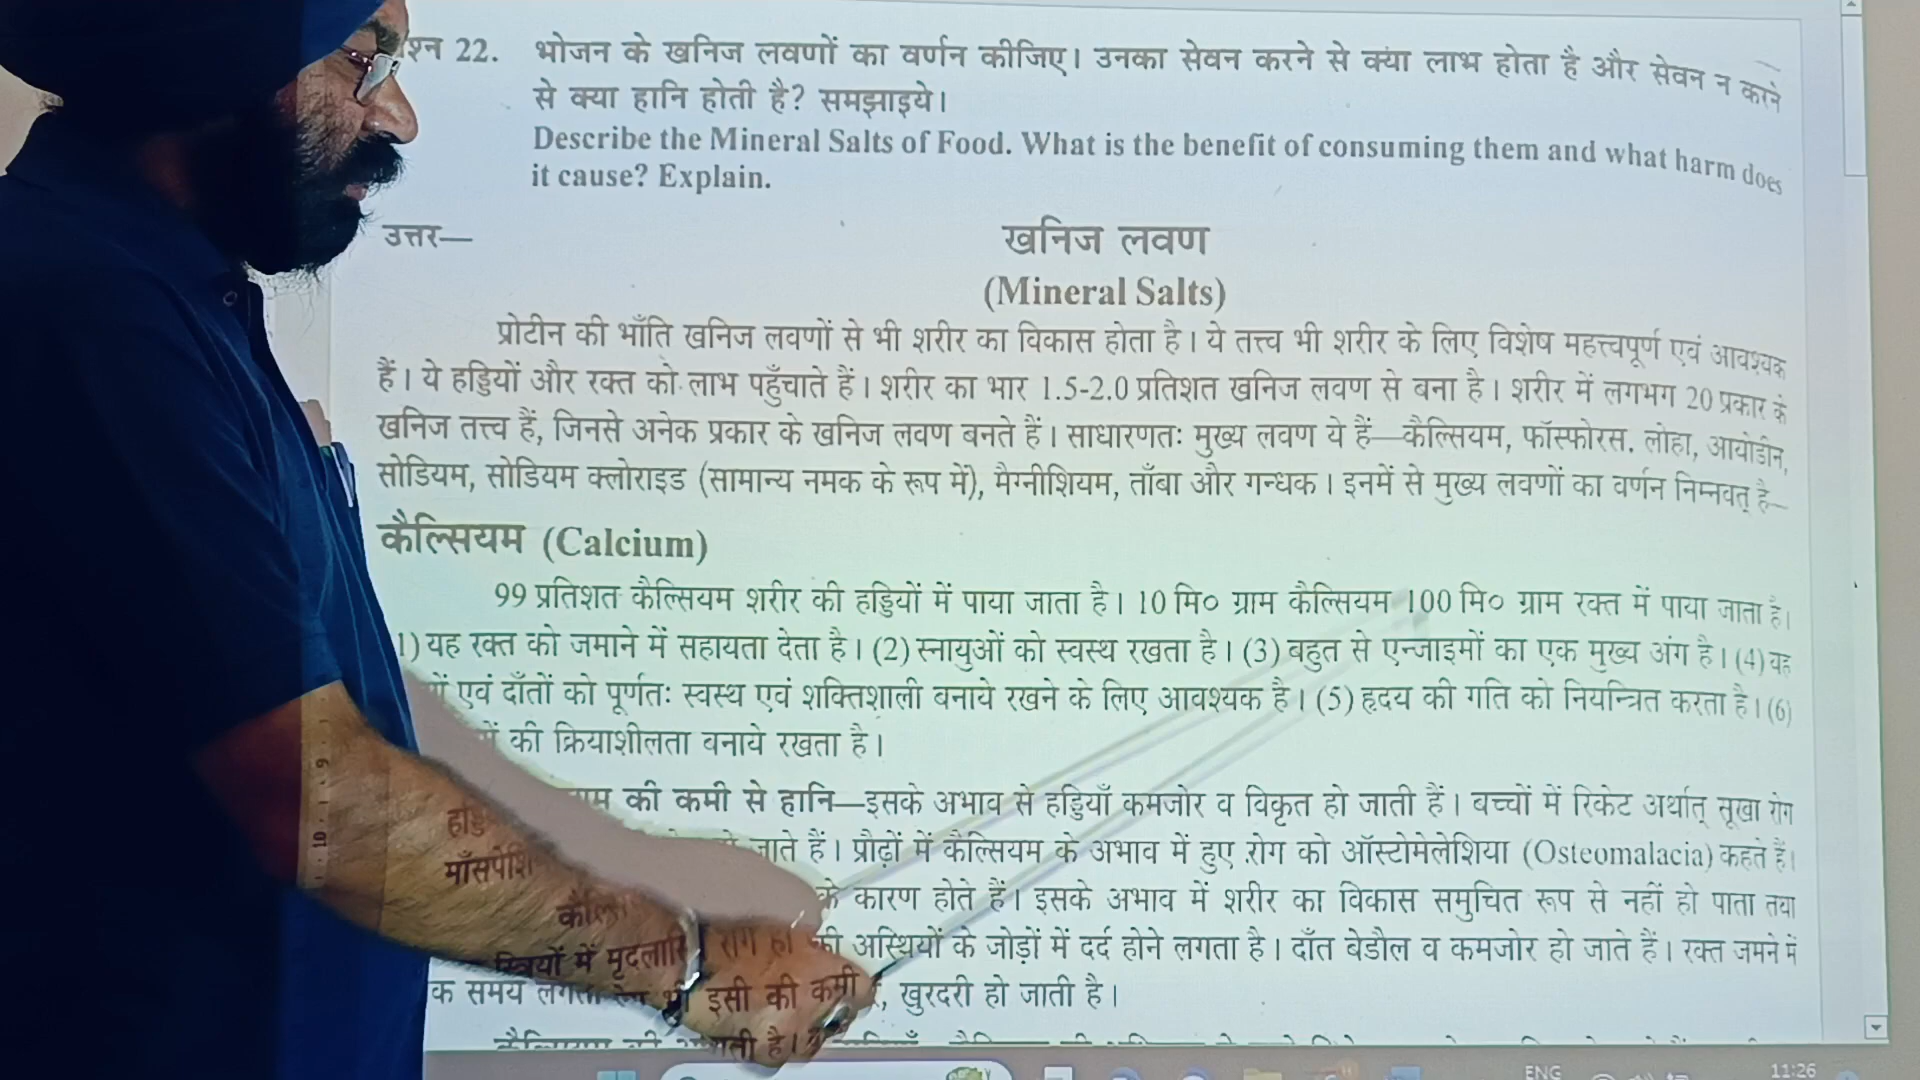 श्न 22. भोजन के खनिज लवणों का वर्णन कीजिए। उनका सेवन करने से क्या लाभ होता है और सेवन न करने
से क्या हानि होती है? समझाइये।
Describe the Mineral Salts of Food. What is the benefit of consuming them and what harm does
it cause? Explain.
उत्तर—
खनिज लवण
(Mineral Salts)
प्रोटीन की भाँति खनिज लवणों से भी शरीर का विकास होता है। ये तत्त्व भी शरीर के लिए विशेष महत्त्वपूर्ण एवं आवश्यक
हैं। ये हड्डियों और रक्त को लाभ पहुँचाते हैं। शरीर का भार 1.5-2.0 प्रतिशत खनिज लवण से बना है। शरीर में लगभग 20 प्रकार के
खनिज तत्त्व हैं, जिनसे अनेक प्रकार के खनिज लवण बनते हैं। साधारणतः मुख्य लवण ये हैं—कैल्सियम, फॉस्फोरस, लोहा, आयोडीन,
सोडियम, सोडियम क्लोराइड (सामान्य नमक के रूप में), मैग्नीशियम, ताँबा और गन्धक। इनमें से मुख्य लवणों का वर्णन निम्नवत् है—
कैल्सियम (Calcium)
99 प्रतिशत कैल्सियम शरीर की हड्डियों में पाया जाता है। 10 मि० ग्राम कैल्सियम 100 मि० ग्राम रक्त में पाया जाता है।
1) यह रक्त को जमाने में सहायता देता है। (2) स्नायुओं को स्वस्थ रखता है। (3) बहुत से एन्जाइमों का एक मुख्य अंग है। (4) यह
एवं दाँतों को पूर्णतः स्वस्थ एवं शक्तिशाली बनाये रखने के लिए आवश्यक है। (5) हृदय की गति को नियन्त्रित करता है। (6)
की क्रियाशीलता बनाये रखता है।
की कमी से हानि—इसके अभाव से हड्डियाँ कमजोर व विकृत हो जाती हैं। बच्चों में रिकेट अर्थात् सूखा रोग
जाते हैं। प्रौढ़ों में कैल्सियम के अभाव में हुए रोग को ऑस्टोमेलेशिया (Osteomalacia) कहते हैं।
के कारण होते हैं। इसके अभाव में शरीर का विकास समुचित रूप से नहीं हो पाता तथा
स्त्रियों में की अस्थियों के जोड़ों में दर्द होने लगता है। दाँत बेडौल व कमजोर हो जाते हैं। रक्त जमने में
क समय इसी की कमी खुरदरी हो जाती है।
ENG 11:26